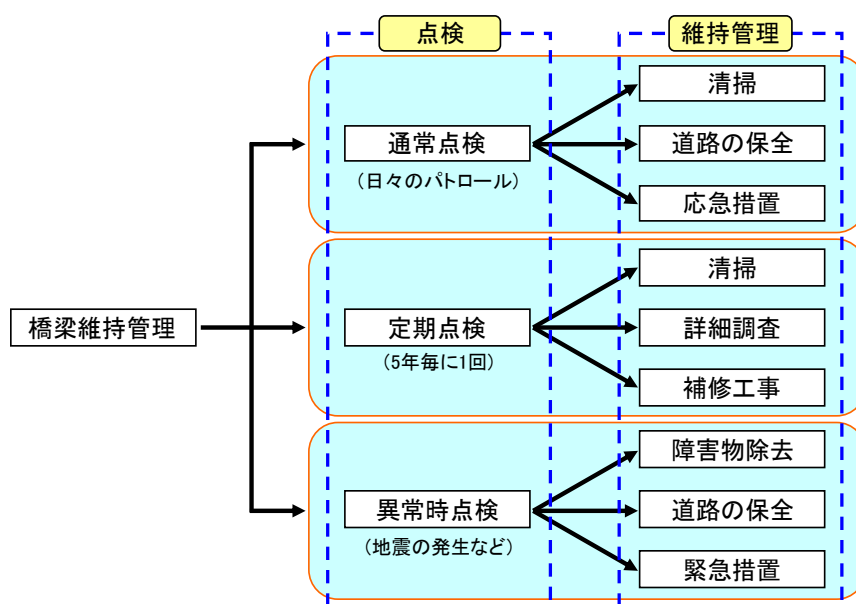 点検
維持管理
清掃
通常点検
道路の保全
(日々のパトロール)
応急措置
清掃
橋梁維持管理
定期点検
詳細調査
(5年毎に1回)
補修工事
障害物除去
異常時点検
道路の保全
(地震の発生など)
緊急措置